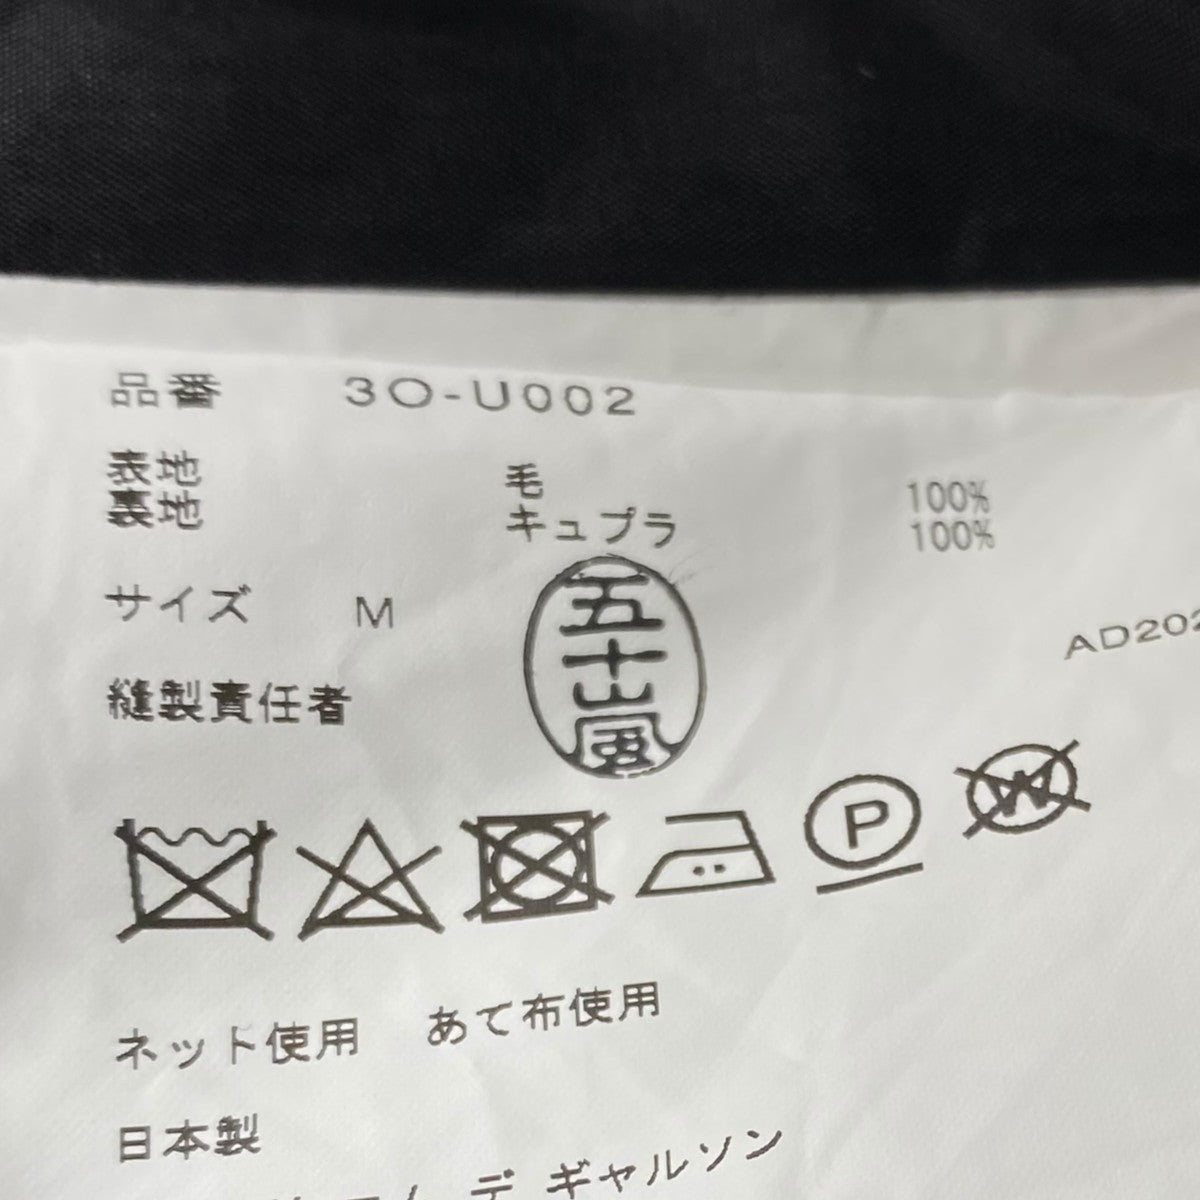 品番 3O-U002
表地 毛 100%
裏地 キュプラ 100%
サイズ M
AD202
縫製責任者 五十嵐
P
W
ネット使用 あて布使用
日本製
デ ギャルソン